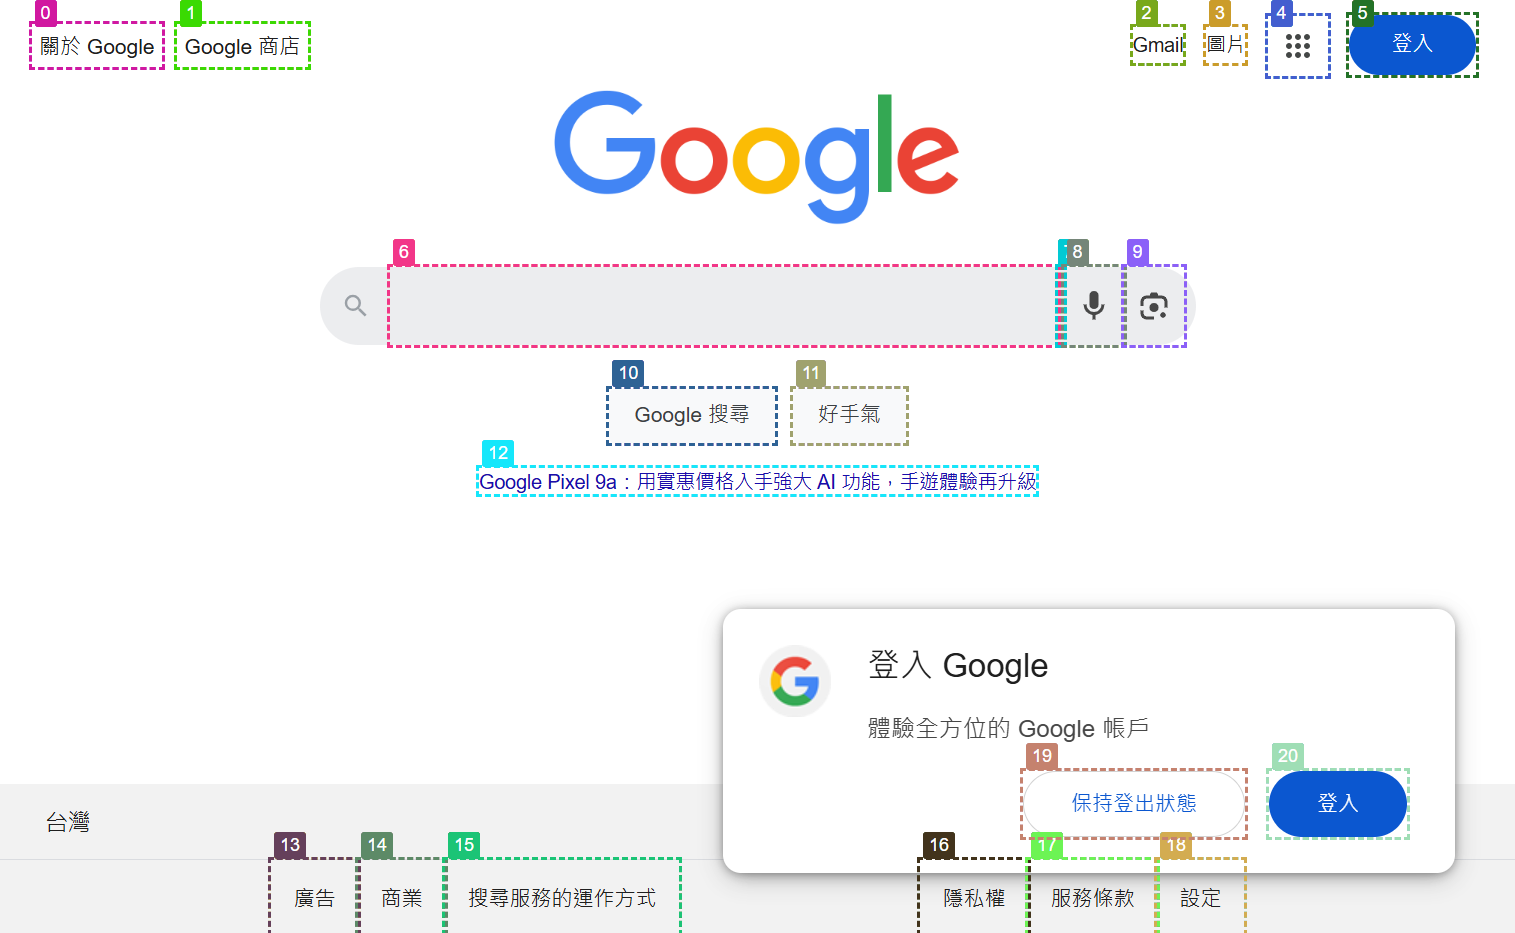 0
1
2
3
4
5
關於 Google
Google 商店
Gmail
圖片
登入
Google
6
8
9
10
11
Google 搜尋
好手氣
12
Google Pixel 9a：用實惠價格入手強大 AI 功能，手遊體驗再升級
登入 Google
體驗全方位的 Google 帳戶
19
20
保持登出狀態
登入
台灣
13
14
15
16
17
18
廣告
商業
搜尋服務的運作方式
隱私權
服務條款
設定